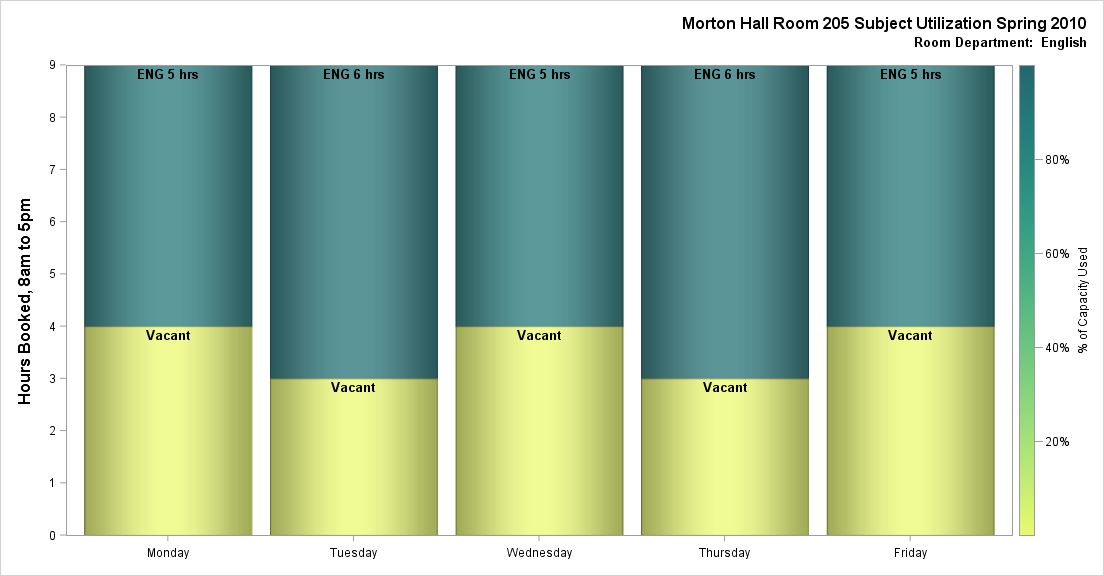 Morton Hall Room 205 Subject Utilization Spring 2010
Room Department:  English
Hours Booked, 8am to 5pm
9
8
7
6
5
4
3
2
1
0
ENG 5 hrs
ENG 6 hrs
ENG 5 hrs
ENG 6 hrs
ENG 5 hrs
Vacant
Vacant
Vacant
Vacant
Vacant
Monday
Tuesday
Wednesday
Thursday
Friday
80%
60%
40%
20%
% of Capacity Used